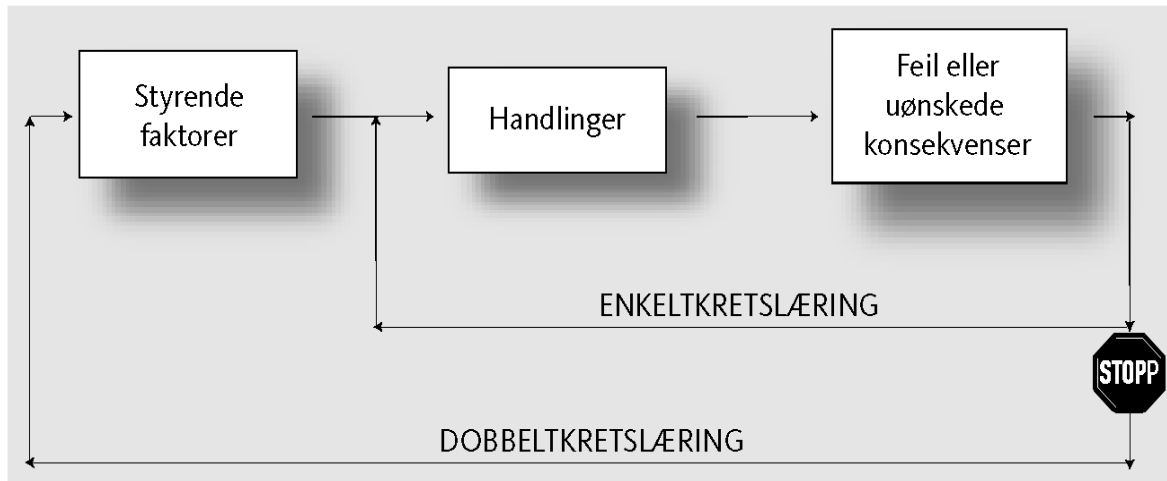 Styrende
faktorer
Handlinger
Feil eller
uønskede
konsekvenser
ENKELTKRETSLÆRING
STOPP
DOBBELTKRETSLÆRING